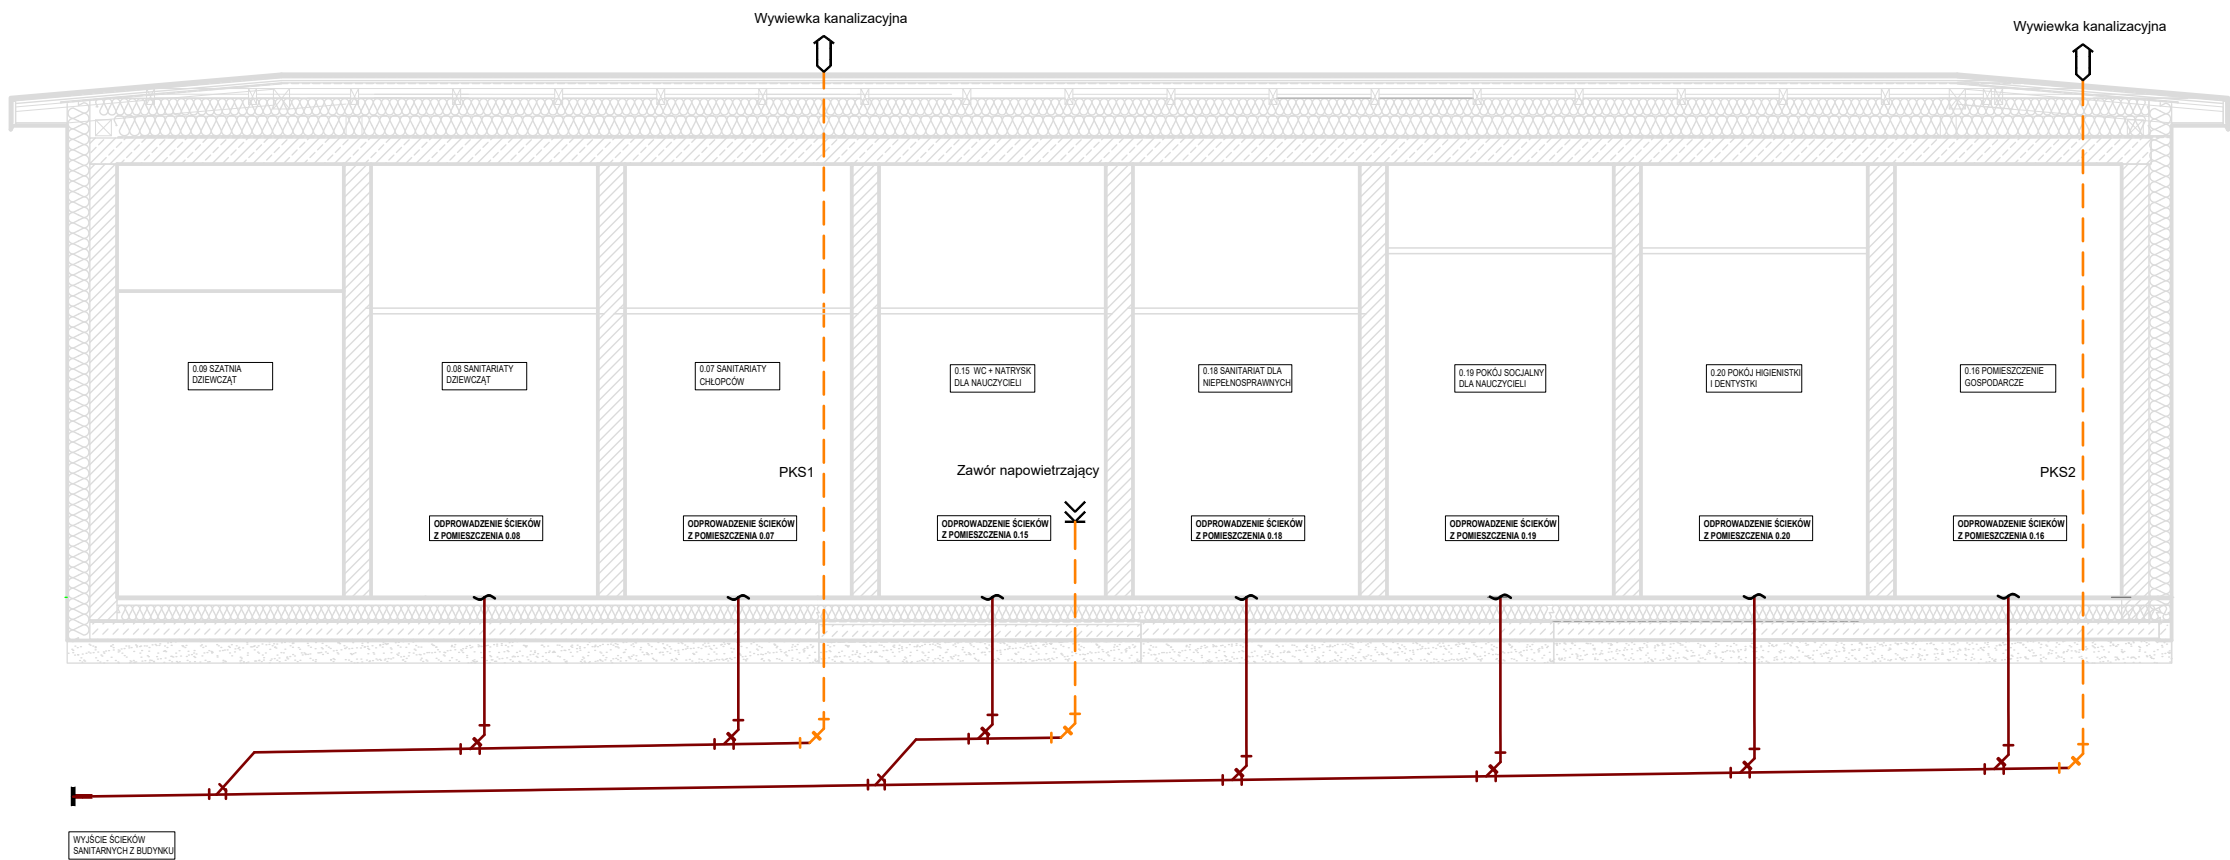 Wywiewka kanalizacyjna
Wywiewka kanalizacyjna
0.09 SZATNIA
DZIEWCZĄT
0.08 SANITARIATY
DZIEWCZĄT
0.07 SANITARIATY
CHŁOPCÓW
0.15 WC + NATRYSK
DLA NAUCZYCIELI
0.18 SANITARIAT DLA
NIEPEŁNOSPRAWNYCH
0.19 POKÓJ SOCJALNY
DLA NAUCZYCIELI
0.20 POKÓJ HIGIENISTKI
I DENTYSTKI
0.16 POMIESZCZENIE
GOSPODARCZE
PKS1
Zawór napowietrzający
PKS2
ODPROWADZENIE ŚCIEKÓW
Z POMIESZCZENIA 0.08
ODPROWADZENIE ŚCIEKÓW
Z POMIESZCZENIA 0.07
ODPROWADZENIE ŚCIEKÓW
Z POMIESZCZENIA 0.15
ODPROWADZENIE ŚCIEKÓW
Z POMIESZCZENIA 0.18
ODPROWADZENIE ŚCIEKÓW
Z POMIESZCZENIA 0.19
ODPROWADZENIE ŚCIEKÓW
Z POMIESZCZENIA 0.20
ODPROWADZENIE ŚCIEKÓW
Z POMIESZCZENIA 0.16
WYJŚCIE ŚCIEKÓW
SANITARNYCH Z BUDYNKU